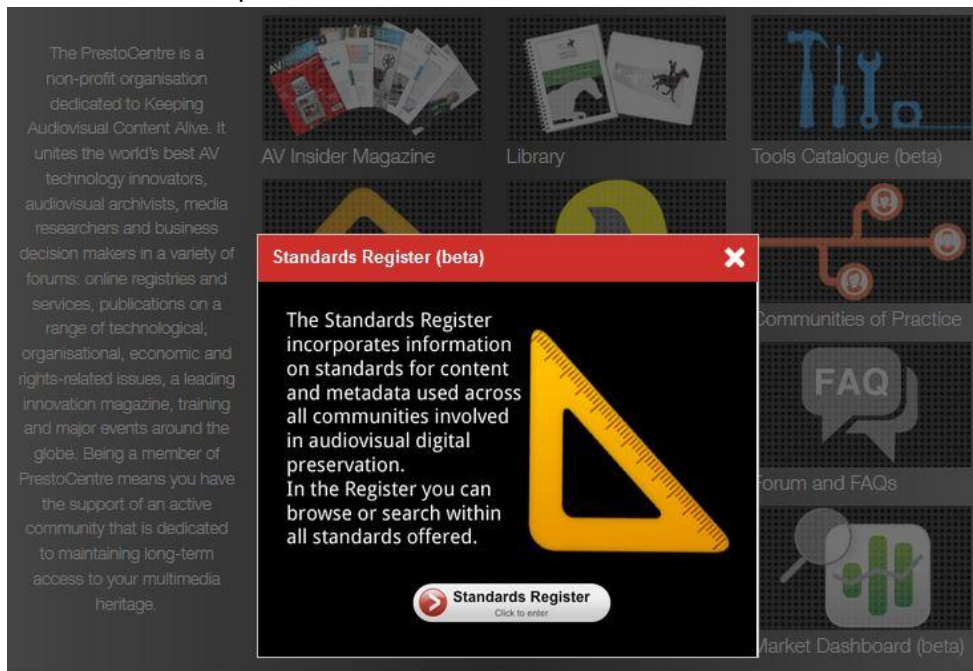 The PrestoCentre is a
non-profit organisation
dedicated to Keeping
Audiovisual Content Alive. It
unites the world's best AV
technology innovators,
audiovisual archivists, media
researchers and business
decision makers in a variety of
forums: online registries and
services, publications on a
range of technological,
organisational, economic and
rights-related issues, a leading
innovation magazine, training
and major events around the
globe. Being a member of
PrestoCentre means you have
the support of an active
community that is dedicated
to maintaining long-term
access to your multimedia
heritage.
AV Insider Magazine
Library
Tools Catalogue (beta)
Standards Register (beta)
The Standards Register
incorporates information
on standards for content
and metadata used across
all communities involved
in audiovisual digital
preservation.
In the Register you can
browse or search within
all standards offered.
Standards Register
Click to enter
Communities of Practice
FAQ
Forum and FAQs
Market Dashboard (beta)